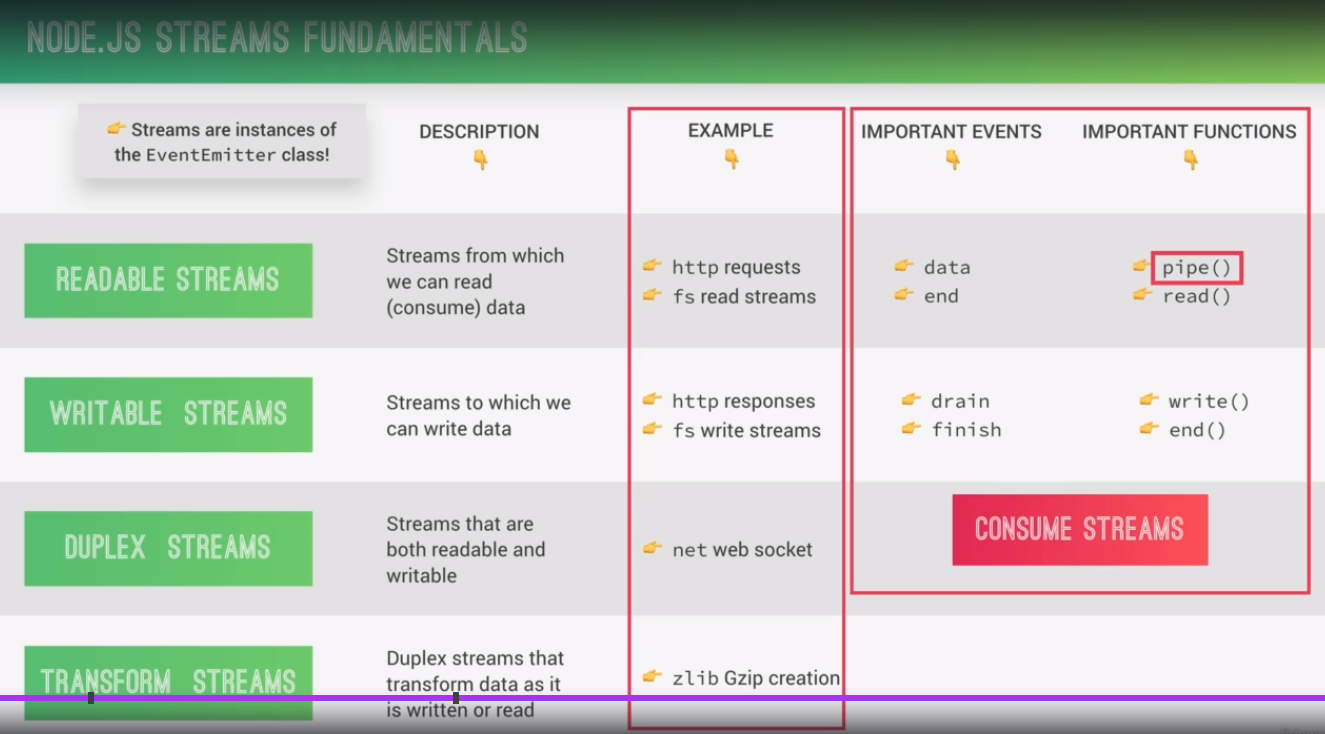 NODE.JS STREAMS FUNDAMENTALS
👉 Streams are instances of
the EventEmitter class!
DESCRIPTION
👇
EXAMPLE
👇
IMPORTANT EVENTS
👇
IMPORTANT FUNCTIONS
👇
READABLE STREAMS
Streams from which
we can read
(consume) data
👉 http requests
👉 fs read streams
👉 data
👉 end
👉 pipe()
👉 read()
WRITABLE STREAMS
Streams to which we
can write data
👉 http responses
👉 fs write streams
👉 drain
👉 finish
👉 write()
👉 end()
DUPLEX STREAMS
Streams that are
both readable and
writable
👉 net web socket
CONSUME STREAMS
TRANSFORM STREAMS
Duplex streams that
transform data as it
is written or read
👉 zlib Gzip creation